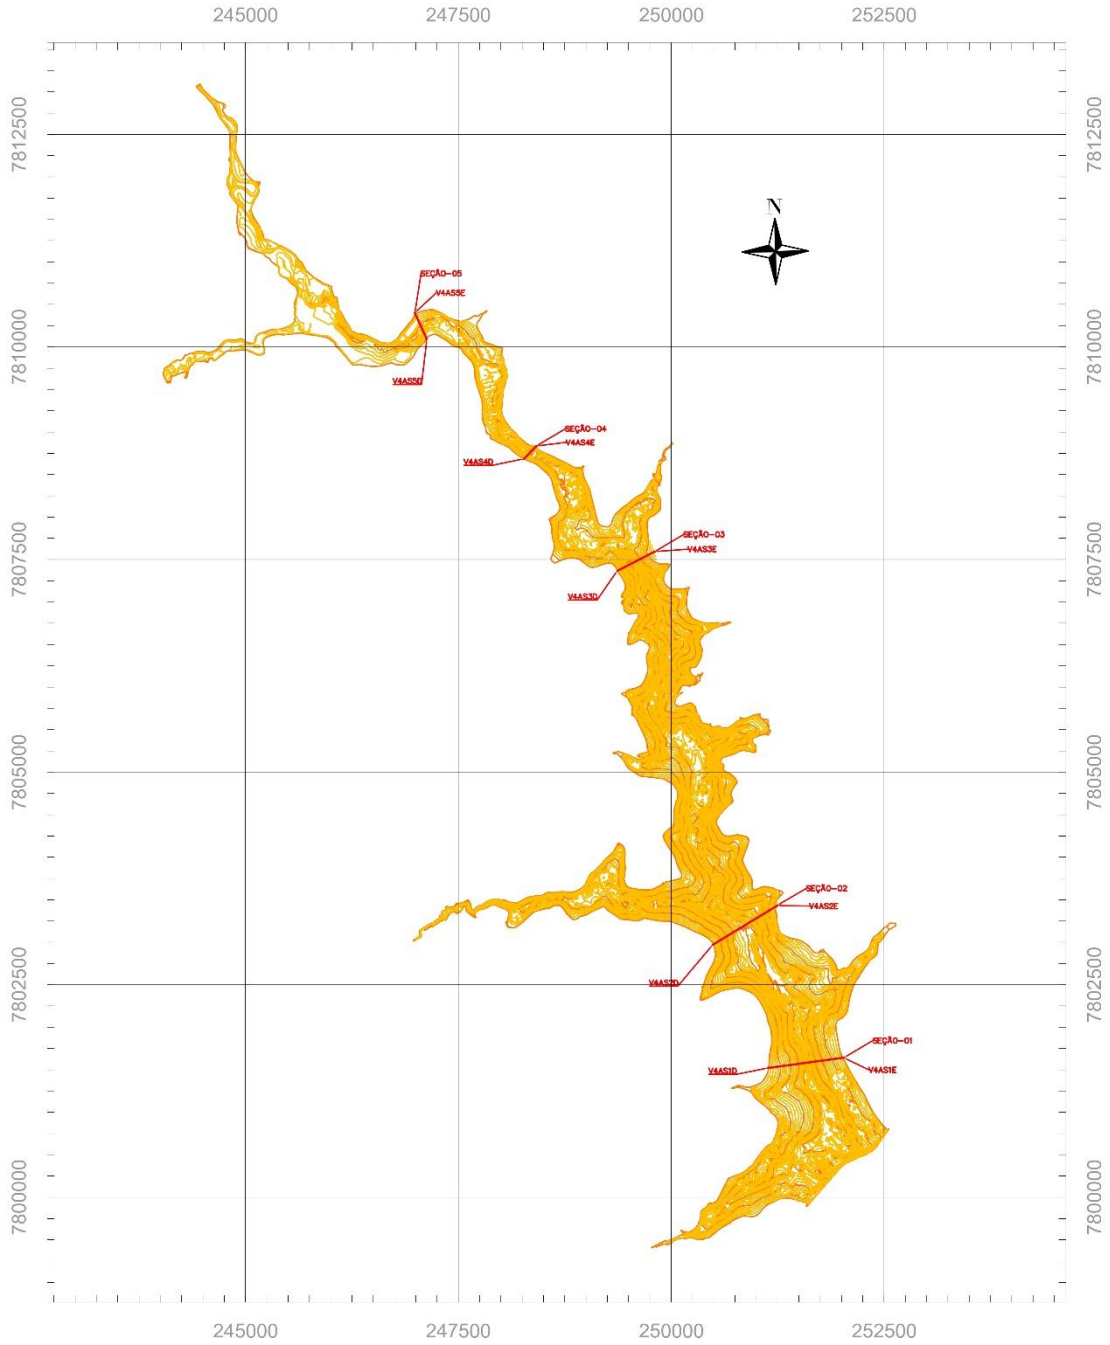 245000 247500 250000 252500
7812500 7812500
N
SEÇÃO-05
V4AS5E
7810000 7810000
V4AS5D
SEÇÃO-04
V4AS4E
V4AS4D
SEÇÃO-03
V4AS3E
7807500 7807500
V4AS3D
7805000 7805000
SEÇÃO-02
V4AS2E
V4AS2D
7802500 7802500
SEÇÃO-01
V4AS1D
V4AS1E
7800000 7800000
245000 247500 250000 252500